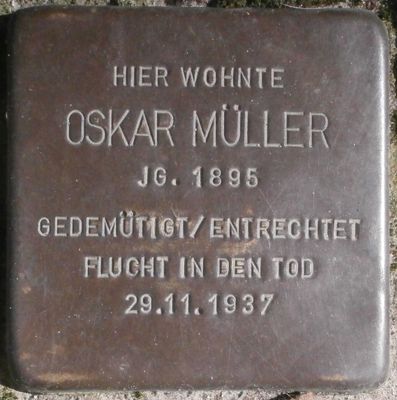 HIER WOHNTE
OSKAR MÜLLER
JG. 1895
GEDEMÜTIGT/ENTRECHTET
FLUCHT IN DEN TOD
29.11.1937